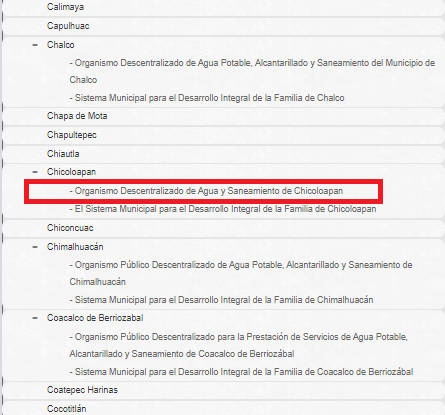 Calimaya
Capulhuac
− Chalco
- Organismo Descentralizado de Agua Potable, Alcantarillado y Saneamiento del Municipio de
Chalco
- Sistema Municipal para el Desarrollo Integral de la Familia de Chalco
Chapa de Mota
Chapultepec
Chiautla
− Chicoloapan
- Organismo Descentralizado de Agua y Saneamiento de Chicoloapan
- El Sistema Municipal para el Desarrollo Integral de la Familia de Chicoloapan
Chiconcuac
− Chimalhuacán
- Organismo Público Descentralizado de Agua Potable, Alcantarillado y Saneamiento de
Chimalhuacán
- Sistema Municipal para el Desarrollo Integral de la Familia de Chimalhuacán
− Coacalco de Berriozabal
- Organismo Público Descentralizado para la Prestación de Servicios de Agua Potable,
Alcantarillado y Saneamiento de Coacalco de Berriozábal
- Sistema Municipal para el Desarrollo Integral de la Familia de Coacalco de Berriozábal
Coatepec Harinas
Cocotitlán